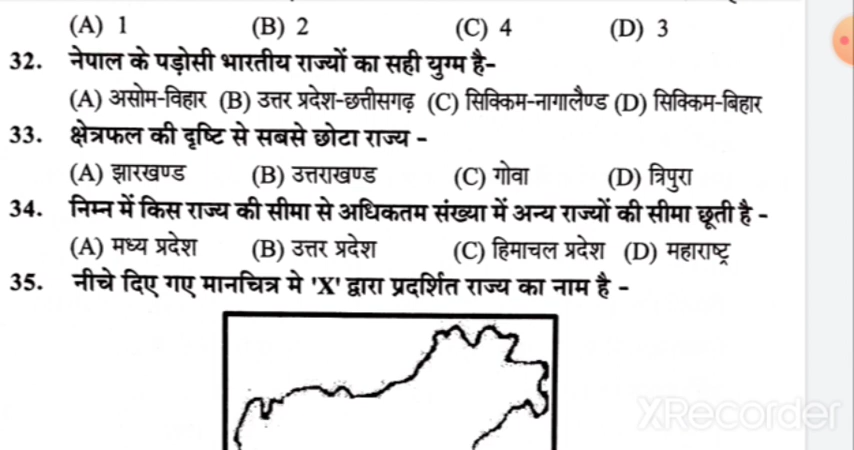 (A) 1 (B) 2 (C) 4 (D) 3
32. नेपाल के पड़ोसी भारतीय राज्यों का सही युग्म है-
(A) असोम-विहार (B) उत्तर प्रदेश-छत्तीसगढ़ (C) सिक्किम-नागालैण्ड (D) सिक्किम-बिहार
33. क्षेत्रफल की दृष्टि से सबसे छोटा राज्य -
(A) झारखण्ड (B) उत्तराखण्ड (C) गोवा (D) त्रिपुरा
34. निम्न में किस राज्य की सीमा से अधिकतम संख्या में अन्य राज्यों की सीमा छूती है -
(A) मध्य प्रदेश (B) उत्तर प्रदेश (C) हिमाचल प्रदेश (D) महाराष्ट्र
35. नीचे दिए गए मानचित्र मे 'X' द्वारा प्रदर्शित राज्य का नाम है -
XRecorder